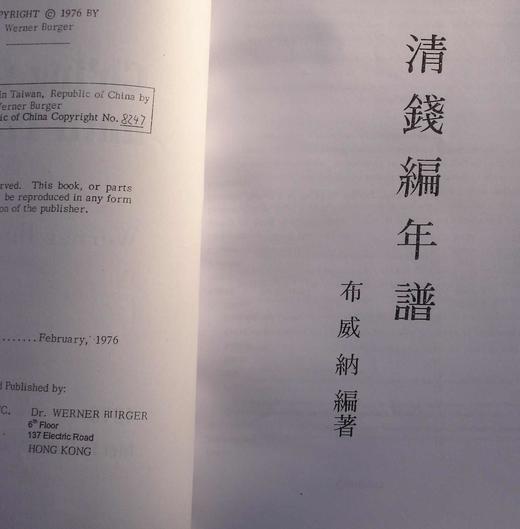 COPYRIGHT © 1976 BY
Werner Burger
in Taiwan, Republic of China by
Werner Burger
ic of China Copyright No. 8247
rved. This book, or parts
be reproduced in any form
on of the publisher.
.......February, 1976
d Published by:
C. Dr. WERNER BURGER
6th Floor
137 Electric Road
HONG KONG
清錢編年譜
布威納編著